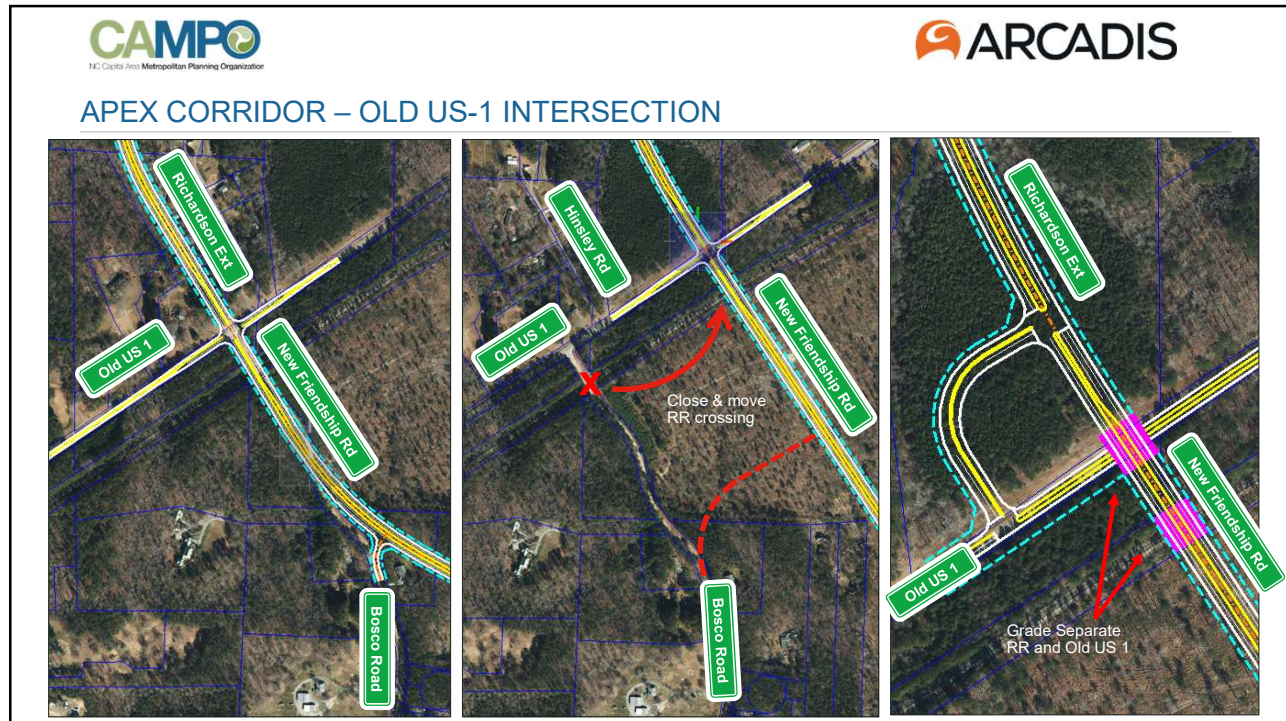 CAMPO
NC Capital Area Metropolitan Planning Organization
ARCADIS
APEX CORRIDOR – OLD US-1 INTERSECTION
Richardson Ext
Old US 1
New Friendship Rd
Bosco Road
Hinsley Rd
Old US 1
New Friendship Rd
Close & move
RR crossing
Bosco Road
Richardson Ext
New Friendship Rd
Old US 1
Grade Separate
RR and Old US 1